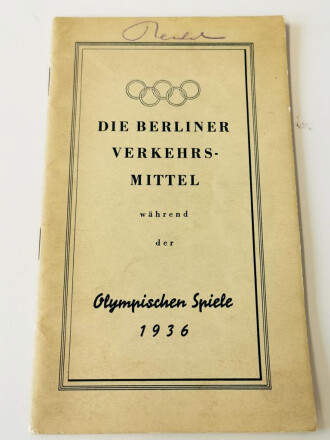 DIE BERLINER
VERKEHRS-
MITTEL
während
der
Olympischen Spiele
1936